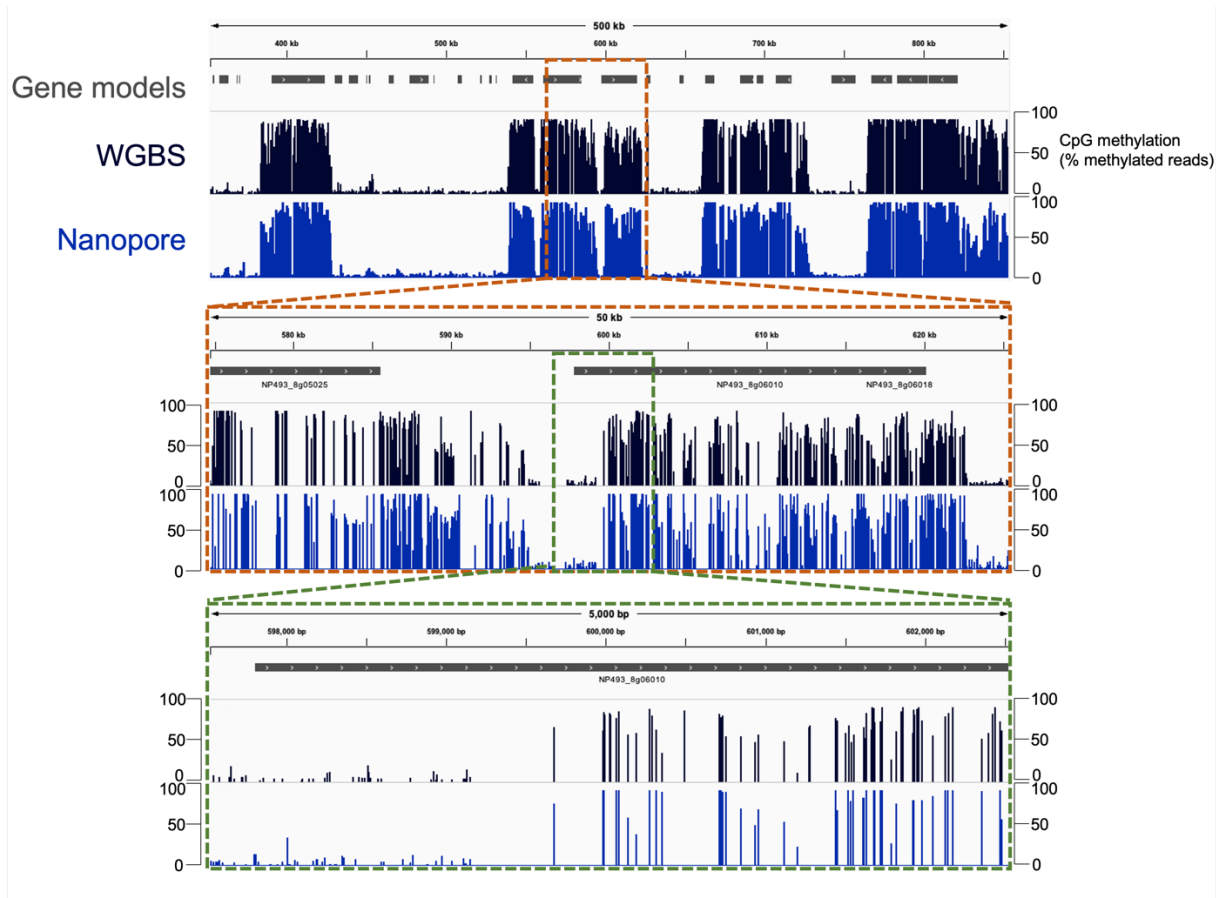 500 kb
400 kb 500 kb 600 kb 700 kb 800 kb
Gene models
WGBS
Nanopore
100
50
0
100
50
0
CpG methylation
(% methylated reads)
50 kb
580 kb 590 kb 600 kb 610 kb 620 kb
NP493_8g05025 NP493_8g06010 NP493_8g06018
100 100
50 50
0 0
100 100
50 50
0 0
5,000 bp
598,000 bp 599,000 bp 600,000 bp 601,000 bp 602,000 bp
NP493_8g06010
100 100
50 50
0 0
100 100
50 50
0 0